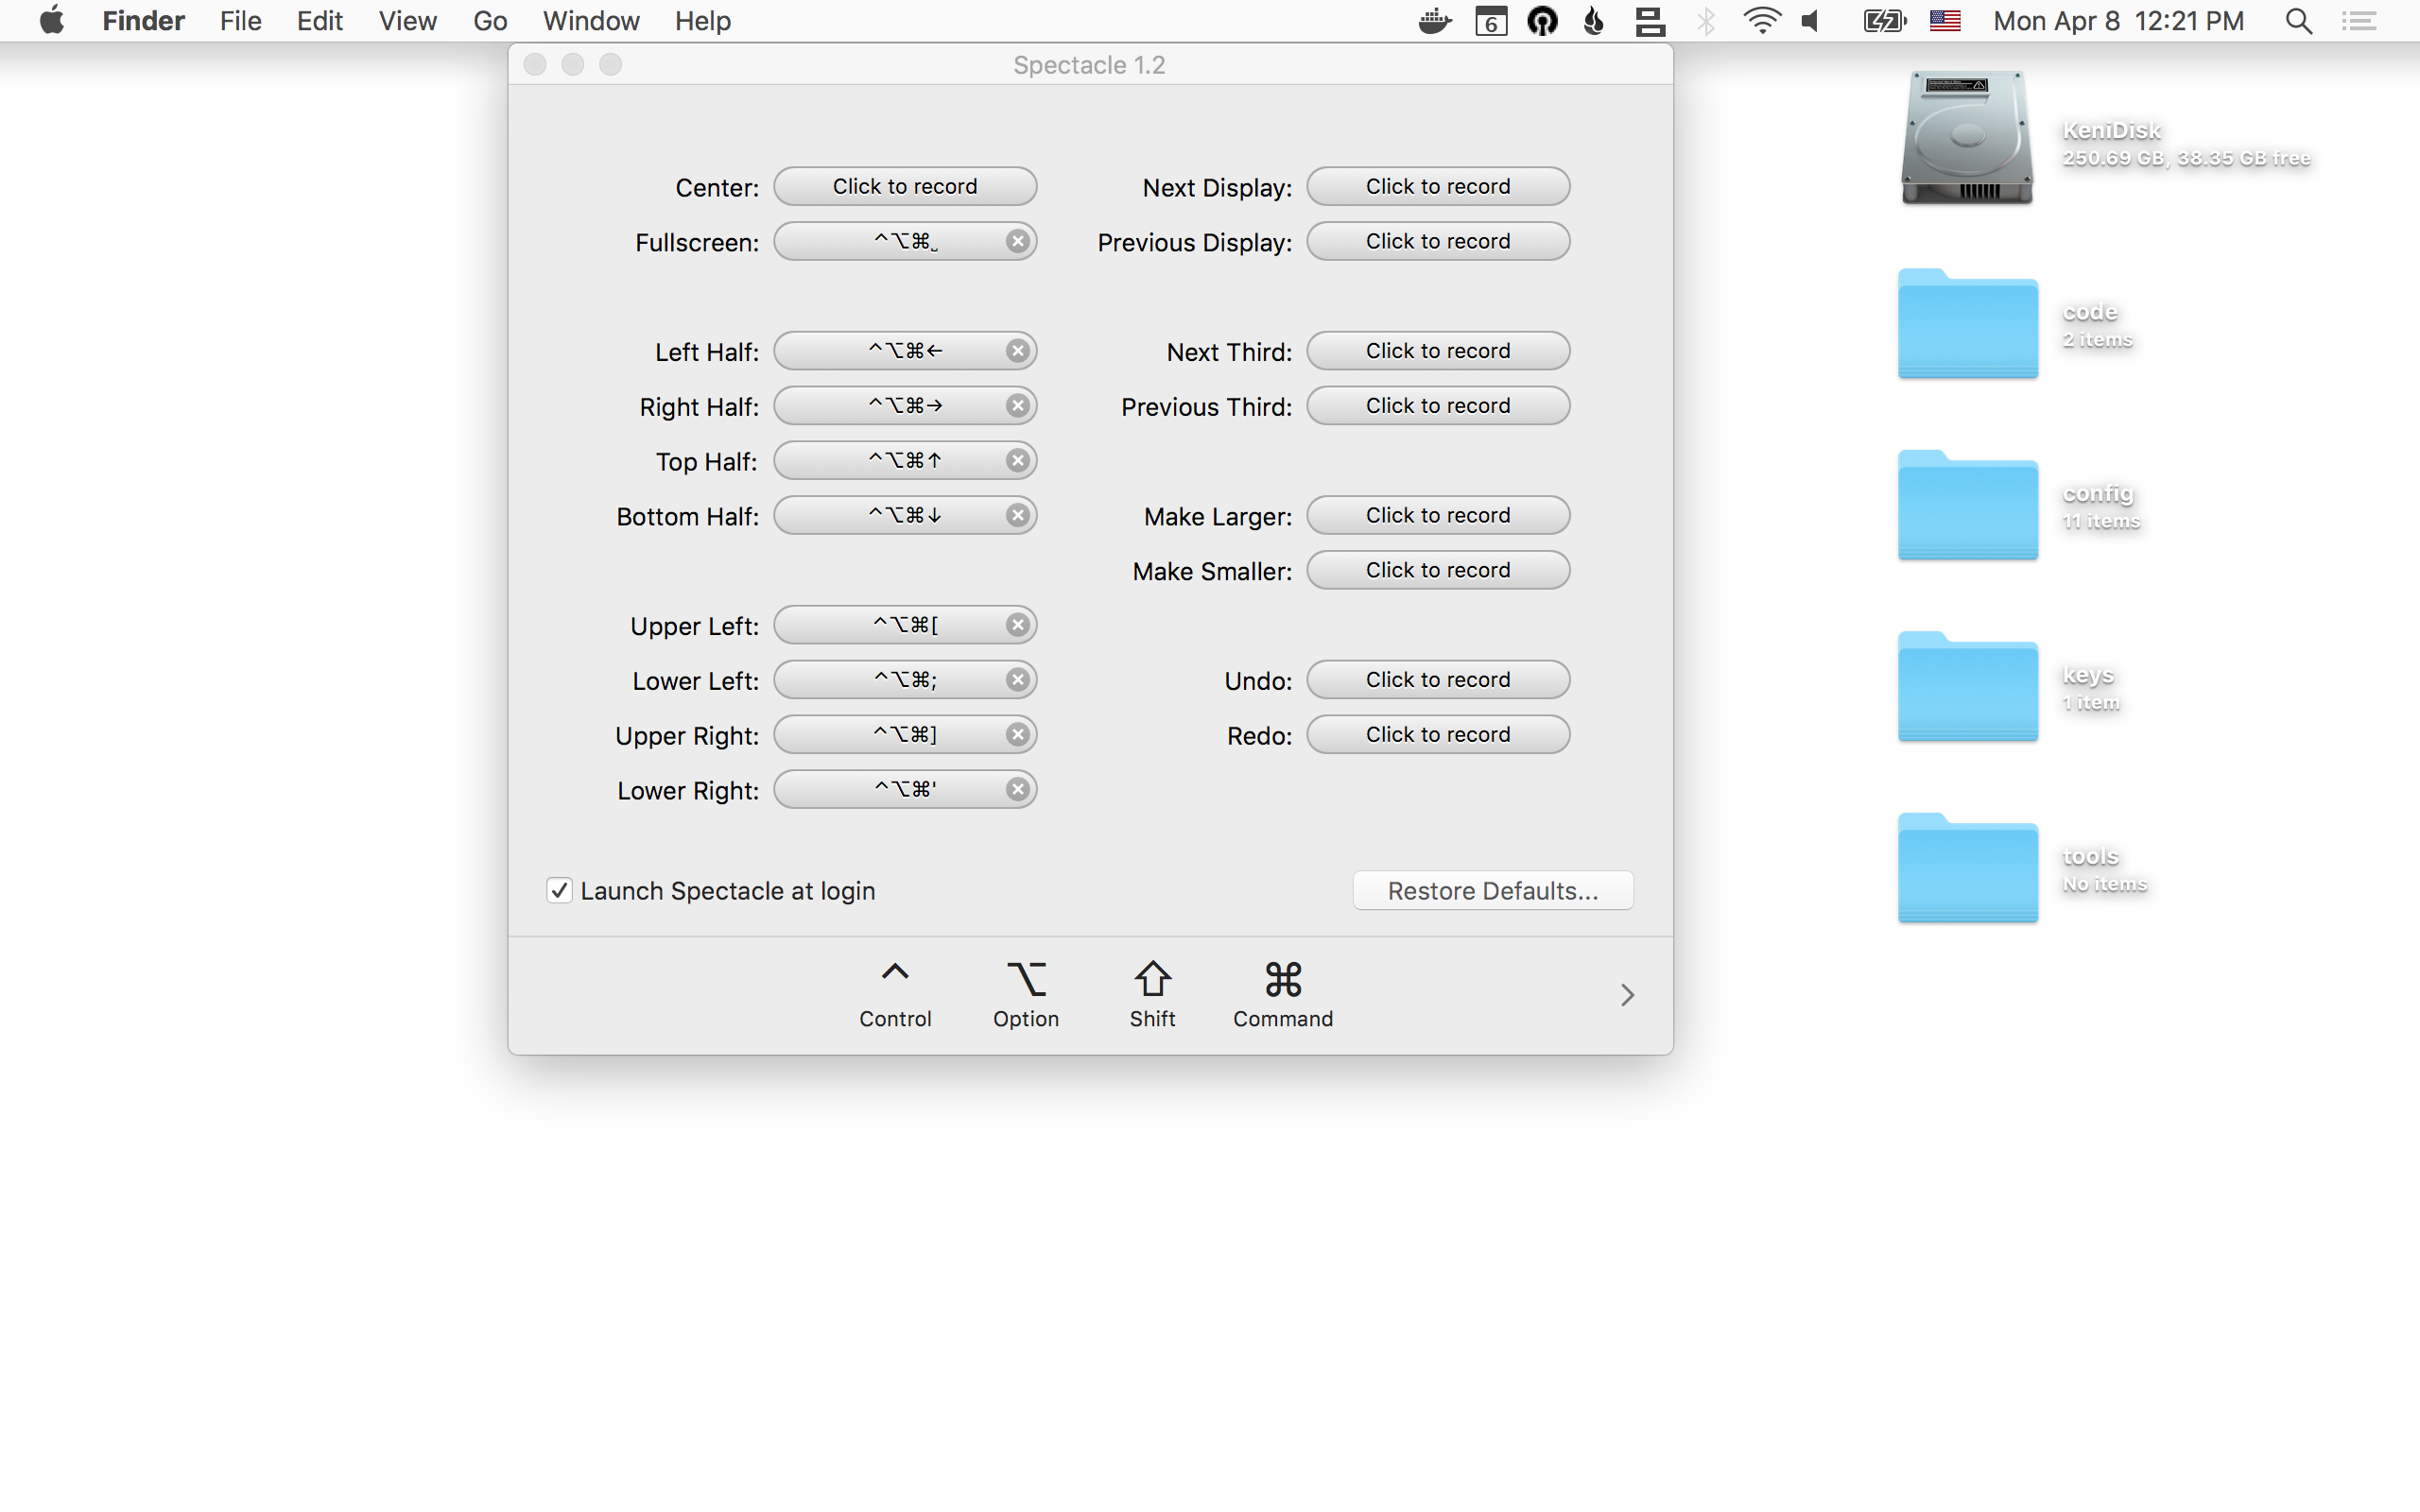 Finder File Edit View Go Window Help 6 Mon Apr 8 12:21 PM
Spectacle 1.2
Center: Click to record
Fullscreen: ^⌥⌘˽
Left Half: ^⌥⌘←
Right Half: ^⌥⌘→
Top Half: ^⌥⌘↑
Bottom Half: ^⌥⌘↓
Upper Left: ^⌥⌘[
Lower Left: ^⌥⌘;
Upper Right: ^⌥⌘]
Lower Right: ^⌥⌘'
Next Display: Click to record
Previous Display: Click to record
Next Third: Click to record
Previous Third: Click to record
Make Larger: Click to record
Make Smaller: Click to record
Undo: Click to record
Redo: Click to record
Launch Spectacle at login
Restore Defaults...
^ ⌥ ⇧ ⌘
Control Option Shift Command
KeniDisk
250.69 GB, 38.35 GB free
code
2 items
config
11 items
keys
1 item
tools
No items